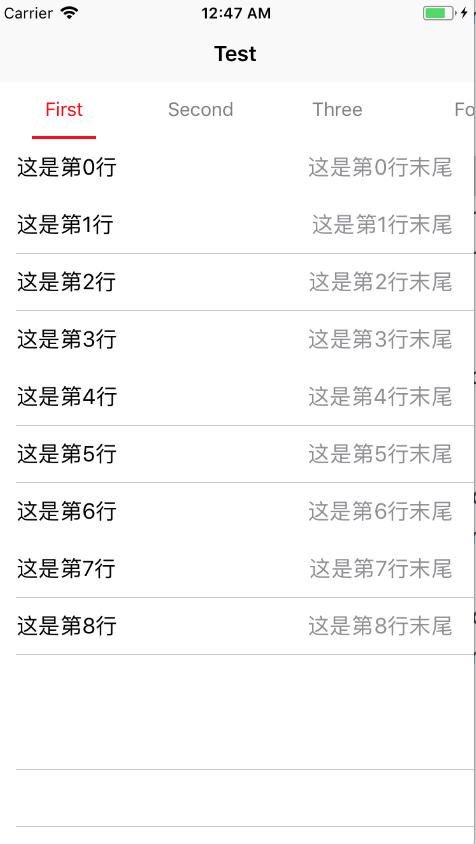 Carrier 12:47 AM
Test
First Second Three Fo
这是第0行 这是第0行末尾
这是第1行 这是第1行末尾
这是第2行 这是第2行末尾
这是第3行 这是第3行末尾
这是第4行 这是第4行末尾
这是第5行 这是第5行末尾
这是第6行 这是第6行末尾
这是第7行 这是第7行末尾
这是第8行 这是第8行末尾